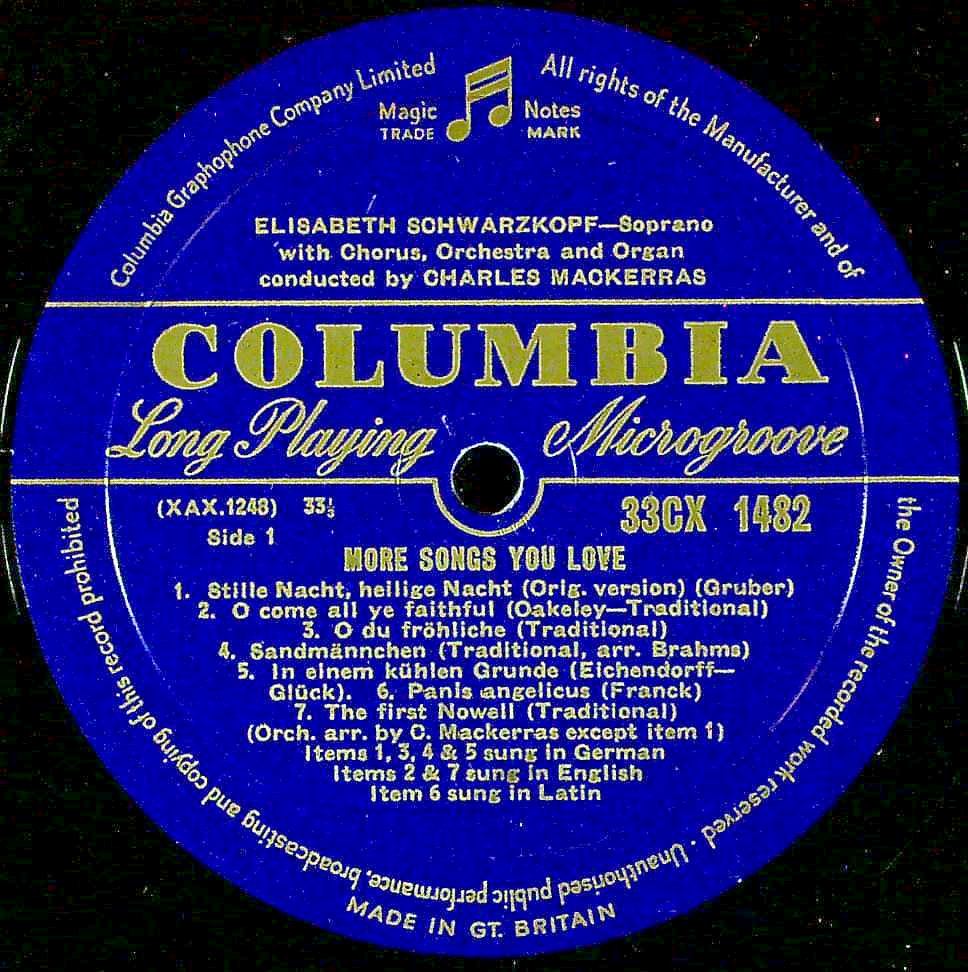 Columbia Graphophone Company Limited
All rights of the Manufacturer and of
the Owner of the recorded work reserved · Unauthorised public performance, broadcasting and copying of this record prohibited
Magic Notes
TRADE MARK
ELISABETH SCHWARZKOPF—Soprano
with Chorus, Orchestra and Organ
conducted by CHARLES MACKERRAS
COLUMBIA
Long Playing Microgroove
(XAX.1248) 33⅓
33CX 1482
Side 1
MORE SONGS YOU LOVE
1. Stille Nacht, heilige Nacht (Orig. version) (Gruber)
2. O come all ye faithful (Oakeley—Traditional)
3. O du fröhliche (Traditional)
4. Sandmännchen (Traditional, arr. Brahms)
5. In einem kühlen Grunde (Eichendorff—
Glück). 6. Panis angelicus (Franck)
7. The first Nowell (Traditional)
(Orch. arr. by C. Mackerras except item 1)
Items 1, 3, 4 & 5 sung in German
Items 2 & 7 sung in English
Item 6 sung in Latin
MADE IN GT. BRITAIN